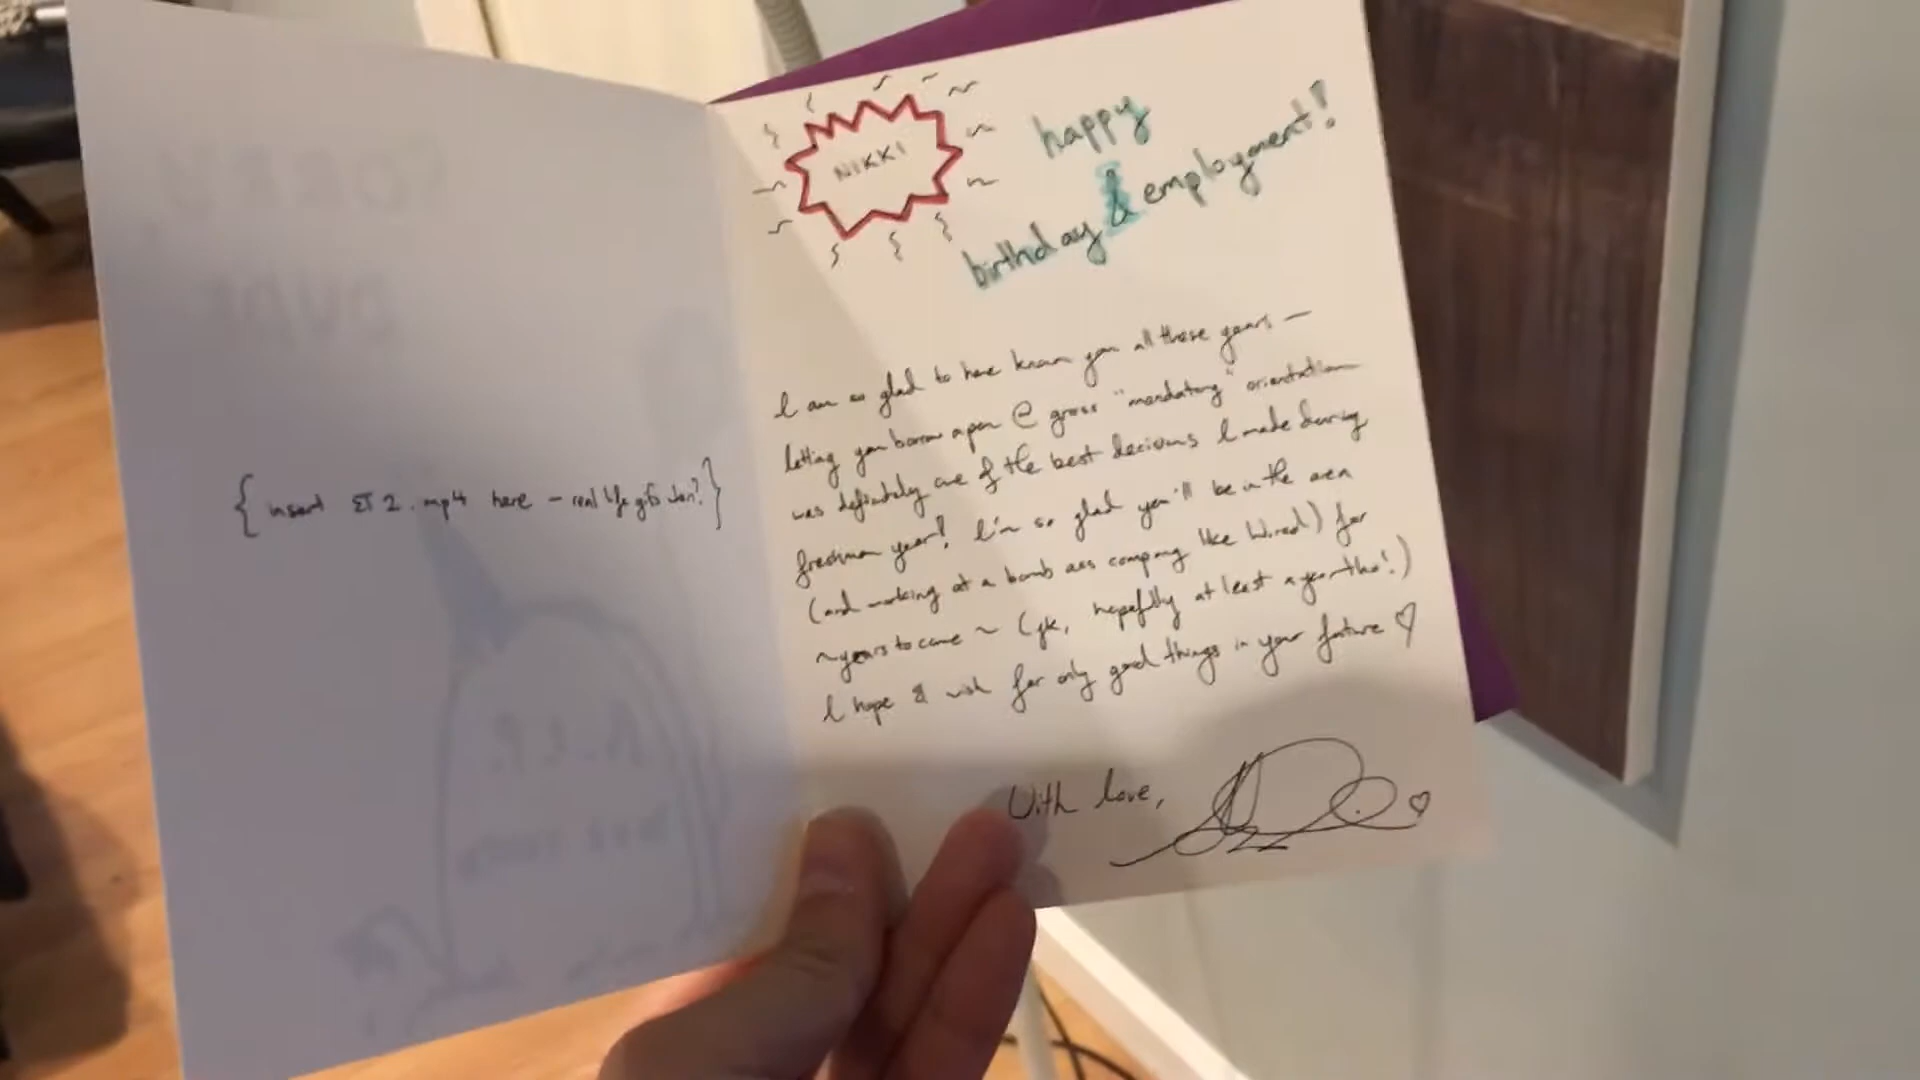 { insert ET 2.mp4 here - real life gifs when? }
NIKKI
happy
birthday & employment!
I am so glad to have known you all these years —
letting you borrow a pen @ gross "mandatory" orientation
was definitely one of the best decisions I made during
freshman year! I'm so glad you'll be in the area
(and working at a bomb ass company like Wired) for
~years to come ~ (jk, hopefully at least a year tho!)
I hope & wish for only good things in your future ♡
With love,